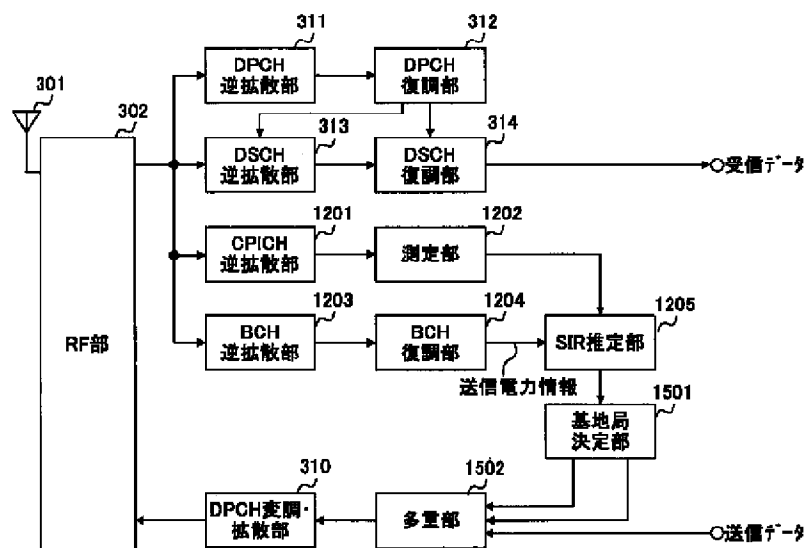 311
312
DPCH
逆拡散部
DPCH
復調部
301
302
313
314
DSCH
逆拡散部
DSCH
復調部
受信データ
1201
1202
CPICH
逆拡散部
測定部
1203
1204
1205
RF部
BCH
逆拡散部
BCH
復調部
SIR推定部
送信電力情報
1501
基地局
決定部
310
1502
DPCH変調・
拡散部
多重部
送信データ